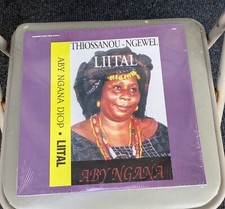 THIOSSANOU - NGEWEL
LIITAL
ABY NGANA DIOP • LIITAL
ABY NGANA